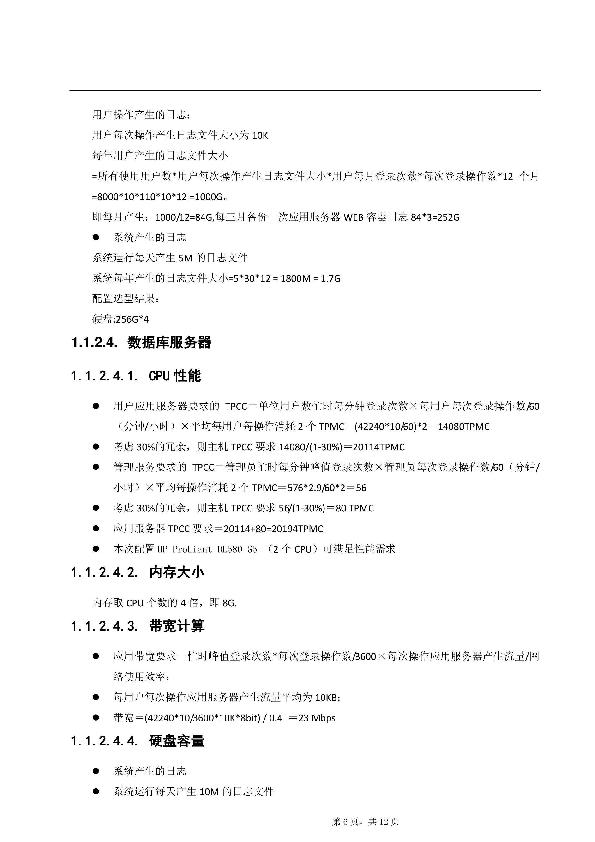 用户操作产生的日志：
用户每次操作产生日志文件大小为 10K
每年用户产生的日志文件大小
=所有使用用户数*用户每次操作产生日志文件大小*用户每月登录次数*每次登录操作数*12 个月
=8000*10*110*10*12 =1000G。
即每月产生：1000/12=84G,每三月备份一次应用服务器 WEB 容器日志 84*3=252G
● 系统产生的日志
系统运行每天产生 5M 的日志文件
系统每年产生的日志文件大小=5*30*12 = 1800M = 1.7G
配置选型结果：
硬盘:256G*4
1.1.2.4. 数据库服务器
1.1.2.4.1. CPU 性能
● 用户应用服务器要求的 TPCC＝单位用户数忙时每分钟登录次数×每用户每次登录操作数/60
（分钟/小时）×平均每用户每操作消耗 2 个 TPMC＝(42240*10/60)*2＝14080TPMC
● 考虑 30%的冗余，则主机 TPCC 要求 14080/(1-30%)＝20114TPMC
● 管理服务要求的 TPCC＝管理员忙时每分钟峰值登录次数×管理员每次登录操作数/60（分钟/
小时）×平均每操作消耗 2 个 TPMC＝576*2.9/60*2＝56
● 考虑 30%的冗余，则主机 TPCC 要求 56/(1-30%)＝80 TPMC
● 应用服务器 TPCC 要求＝20114+80=20194TPMC
● 本次配置 HP ProLiant DL580 G5 （2 个 CPU）可满足性能需求
1.1.2.4.2. 内存大小
内存取 CPU 个数的 4 倍，即 8G.
1.1.2.4.3. 带宽计算
● 应用带宽要求＝忙时峰值登录次数*每次登录操作数/3600×每次操作应用服务器产生流量/网
络使用效率；
● 每用户每次操作应用服务器产生流量平均为 10KB；
● 带宽＝(42240*10/3600*10K*8bit) / 0.4 ＝23 Mbps
1.1.2.4.4. 硬盘容量
● 系统产生的日志
● 系统运行每天产生 10M 的日志文件
第 6 页，共 12 页